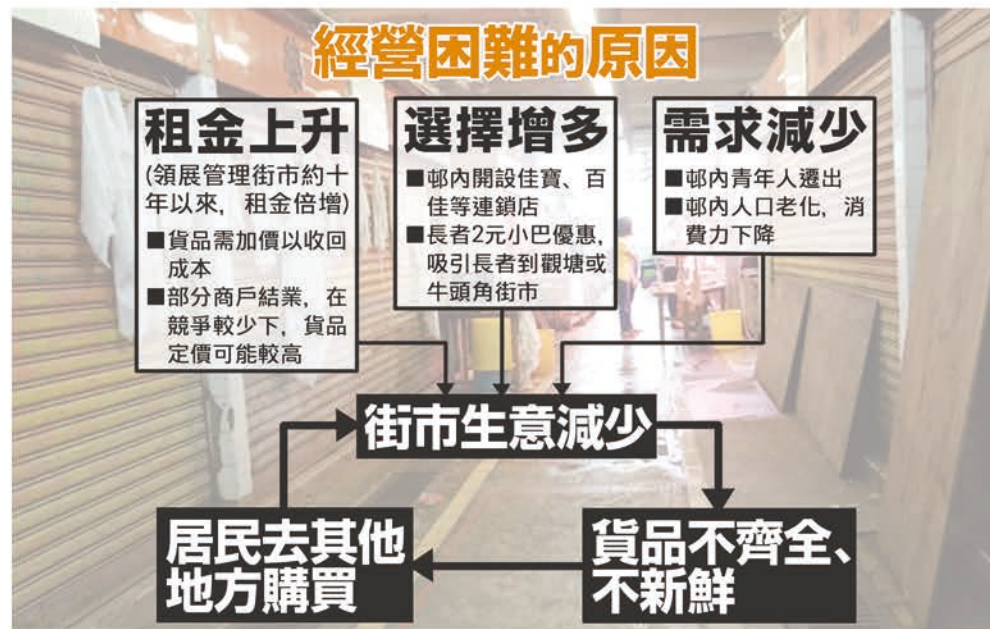 經營困難的原因
租金上升
(領展管理街市約十
年以來，租金倍增)
■貨品需加價以收回
成本
■部分商戶結業，在
競爭較少下，貨品
定價可能較高
選擇增多
■邨內開設佳寶、百
佳等連鎖店
■長者2元小巴優惠，
吸引長者到觀塘或
牛頭角街市
需求減少
■邨內青年人遷出
■邨內人口老化，消
費力下降
街市生意減少
居民去其他
地方購買
貨品不齊全、
不新鮮